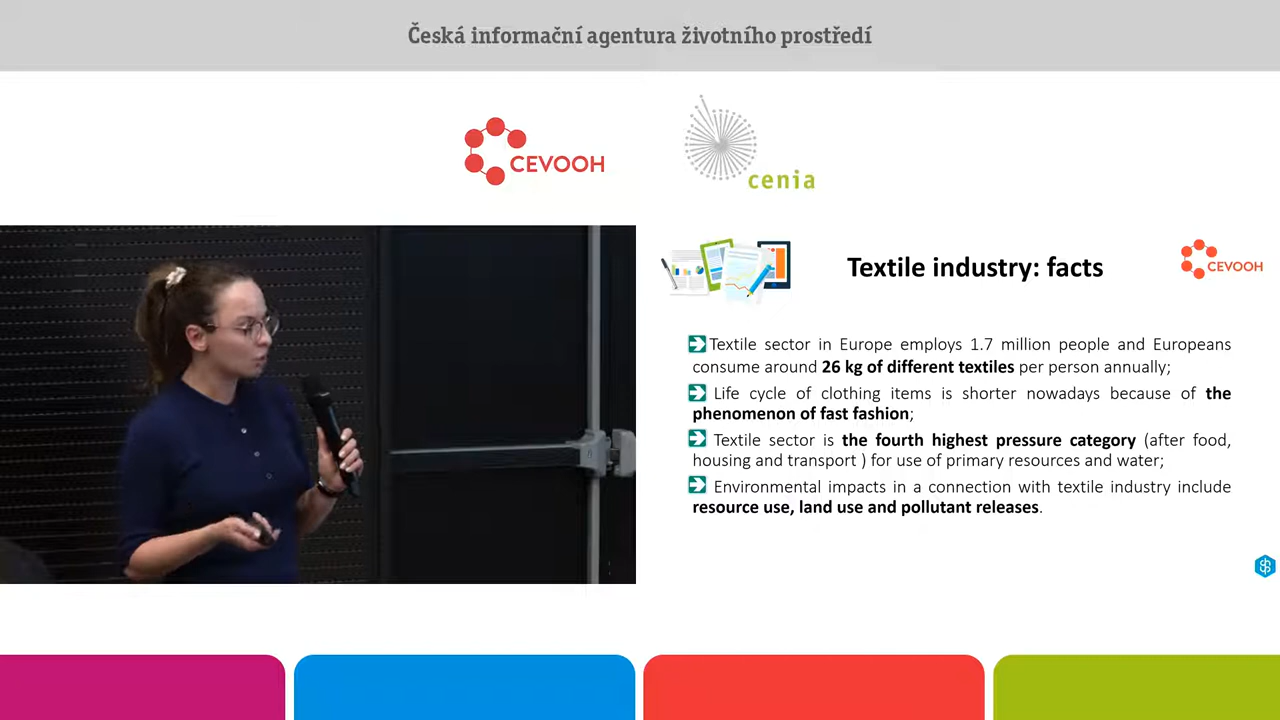 Česká informační agentura životního prostředí
CEVOOH
cenia
Textile industry: facts
CEVOOH
Textile sector in Europe employs 1.7 million people and Europeans
consume around 26 kg of different textiles per person annually;
Life cycle of clothing items is shorter nowadays because of the
phenomenon of fast fashion;
Textile sector is the fourth highest pressure category (after food,
housing and transport ) for use of primary resources and water;
Environmental impacts in a connection with textile industry include
resource use, land use and pollutant releases.